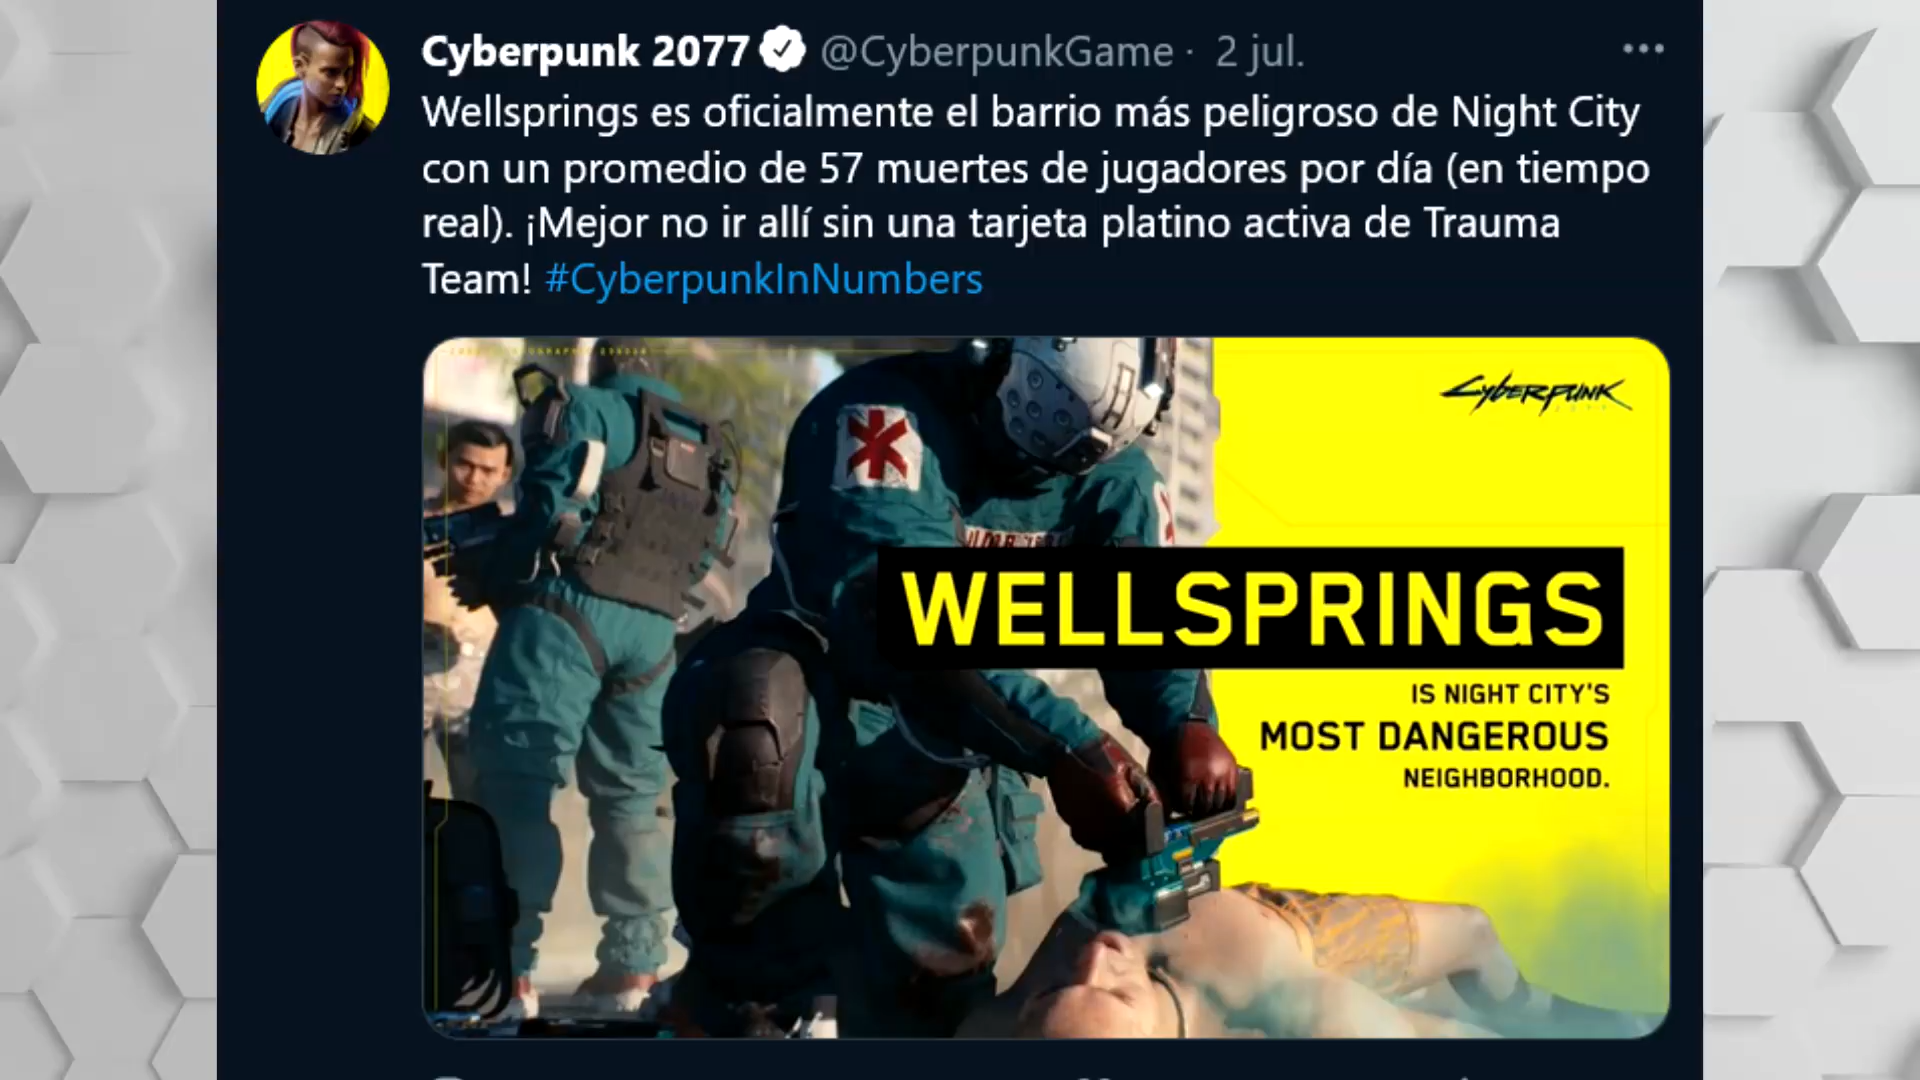 Cyberpunk 2077 @CyberpunkGame · 2 jul.
Wellsprings es oficialmente el barrio más peligroso de Night City
con un promedio de 57 muertes de jugadores por día (en tiempo
real). ¡Mejor no ir allí sin una tarjeta platino activa de Trauma
Team! #CyberpunkInNumbers
CYBERPUNK
WELLSPRINGS
IS NIGHT CITY'S
MOST DANGEROUS
NEIGHBORHOOD.